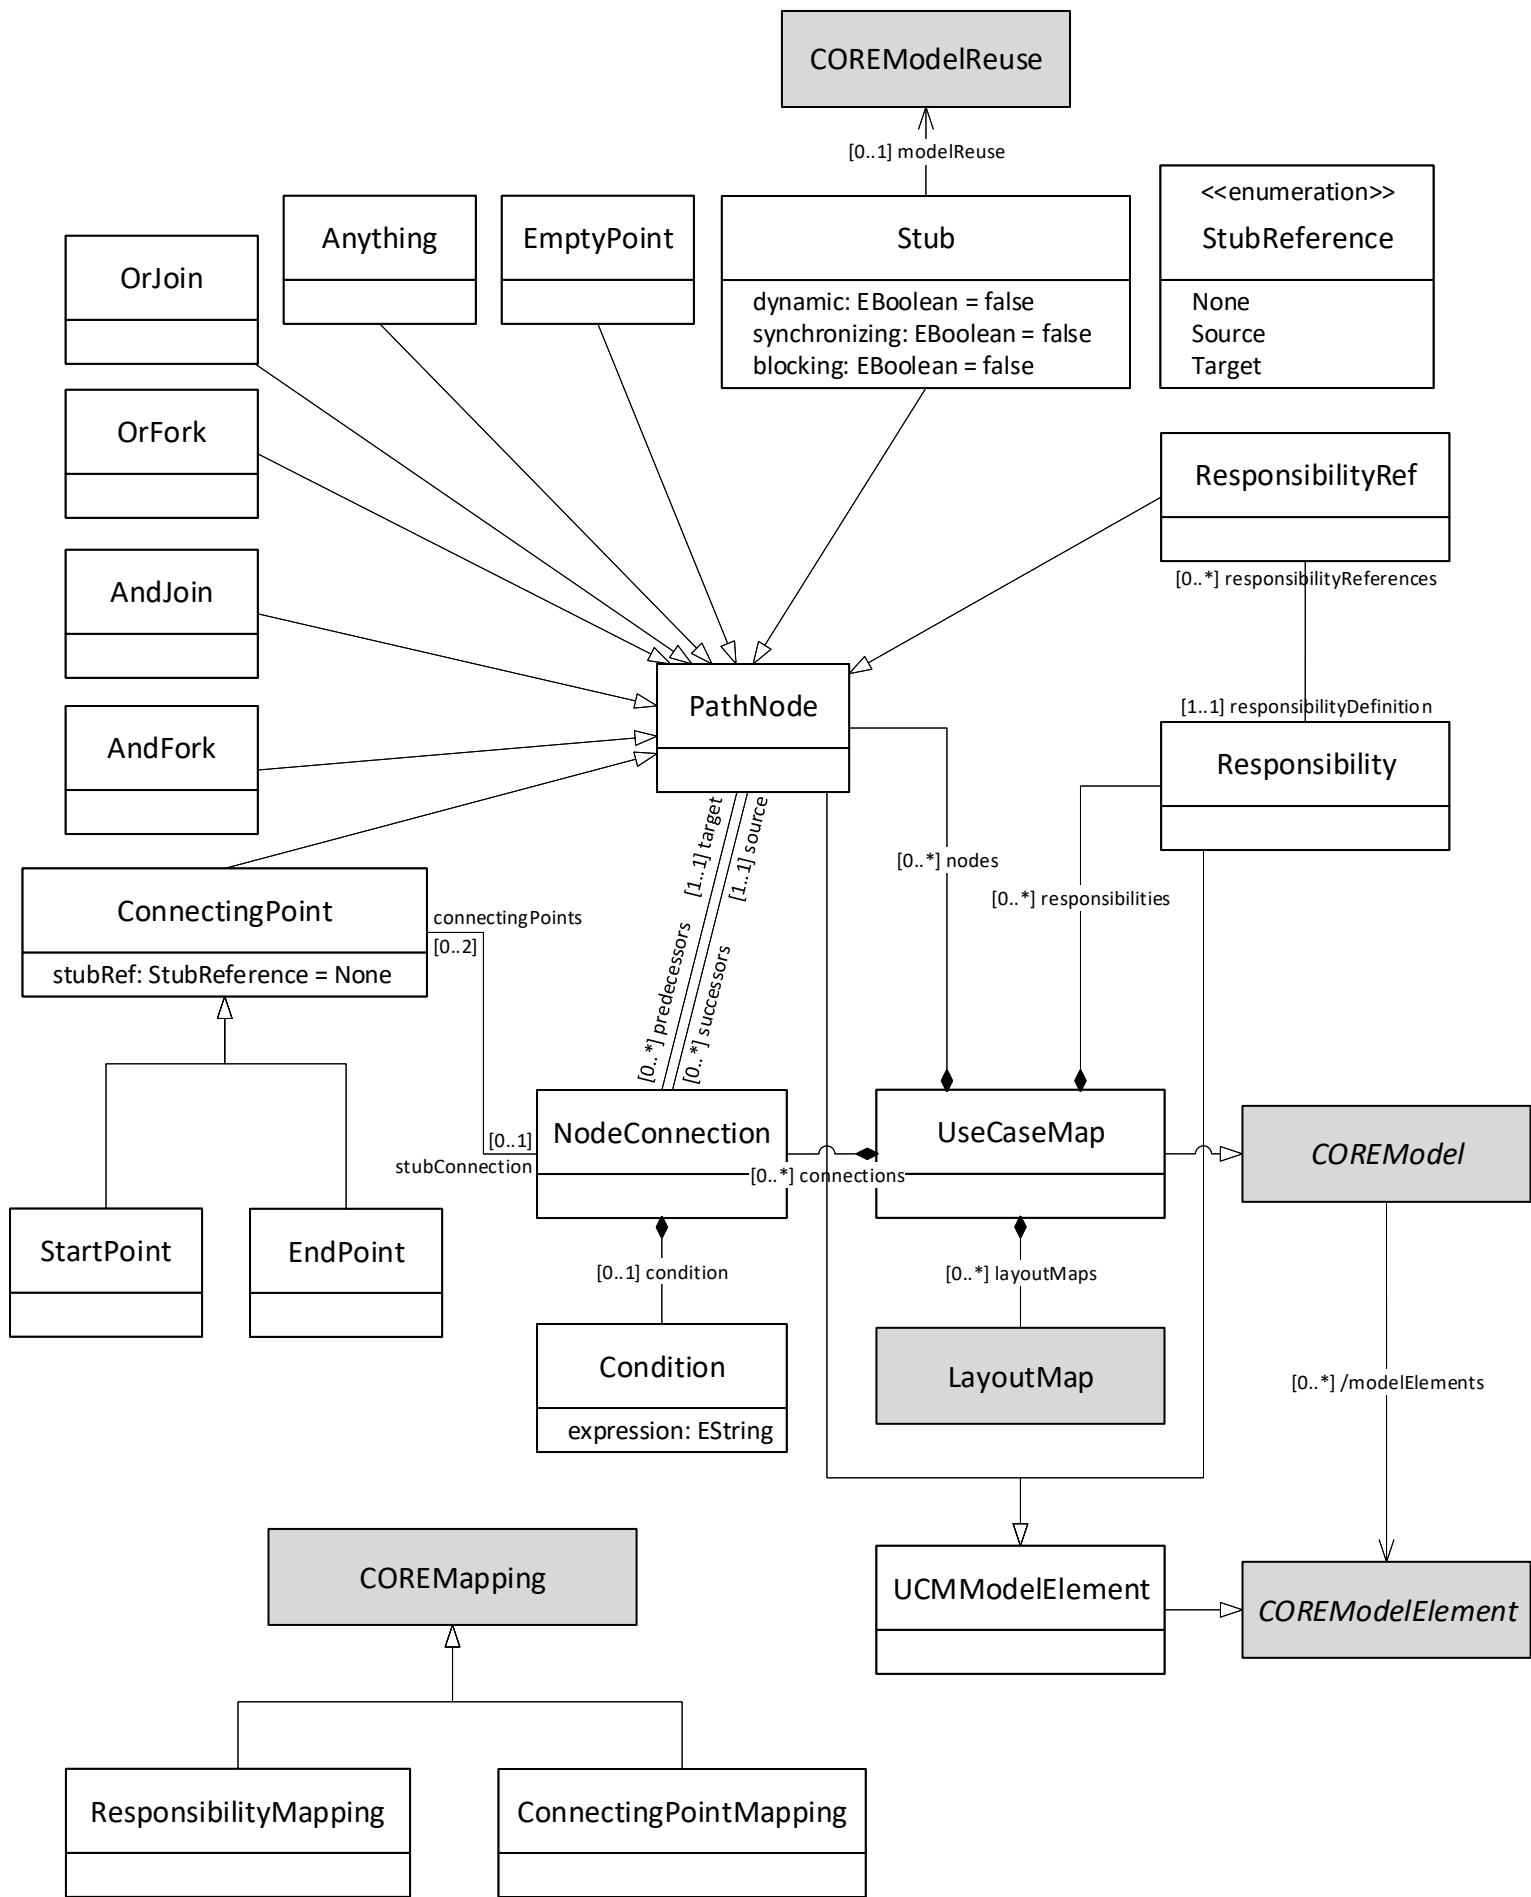 COREModelReuse
[0..1] modelReuse
<<enumeration>>
StubReference
None
Source
Target
Stub
dynamic: EBoolean = false
synchronizing: EBoolean = false
blocking: EBoolean = false
Anything
EmptyPoint
OrJoin
OrFork
AndJoin
AndFork
ResponsibilityRef
[0..*] responsibilityReferences
[1..1] responsibilityDefinition
Responsibility
PathNode
[1..1] target
[1..1] source
[0..*] predecessors
[0..*] successors
[0..*] nodes
[0..*] responsibilities
ConnectingPoint
stubRef: StubReference = None
connectingPoints
[0..2]
[0..1]
stubConnection
NodeConnection
[0..*] connections
UseCaseMap
COREModel
StartPoint
EndPoint
[0..1] condition
[0..*] layoutMaps
Condition
expression: EString
LayoutMap
[0..*] /modelElements
COREMapping
UCMModelElement
COREModelElement
ResponsibilityMapping
ConnectingPointMapping